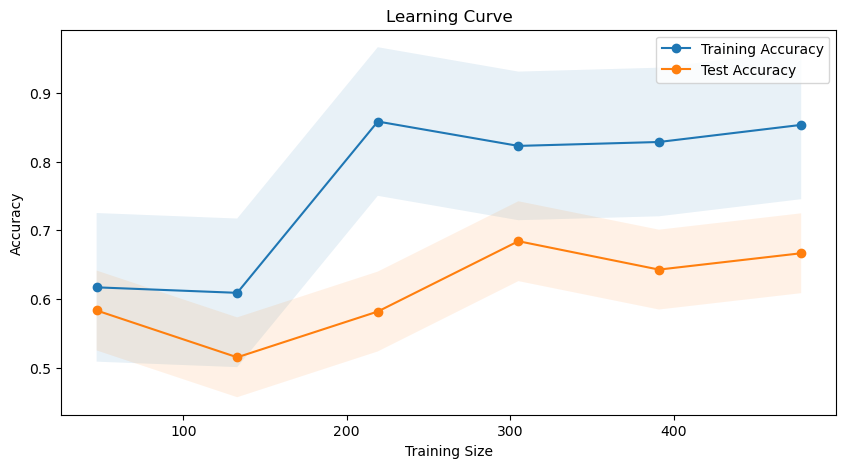 Learning Curve
Training Accuracy
Test Accuracy
0.9
0.8
0.7
0.6
0.5
Accuracy
100
200
300
400
Training Size